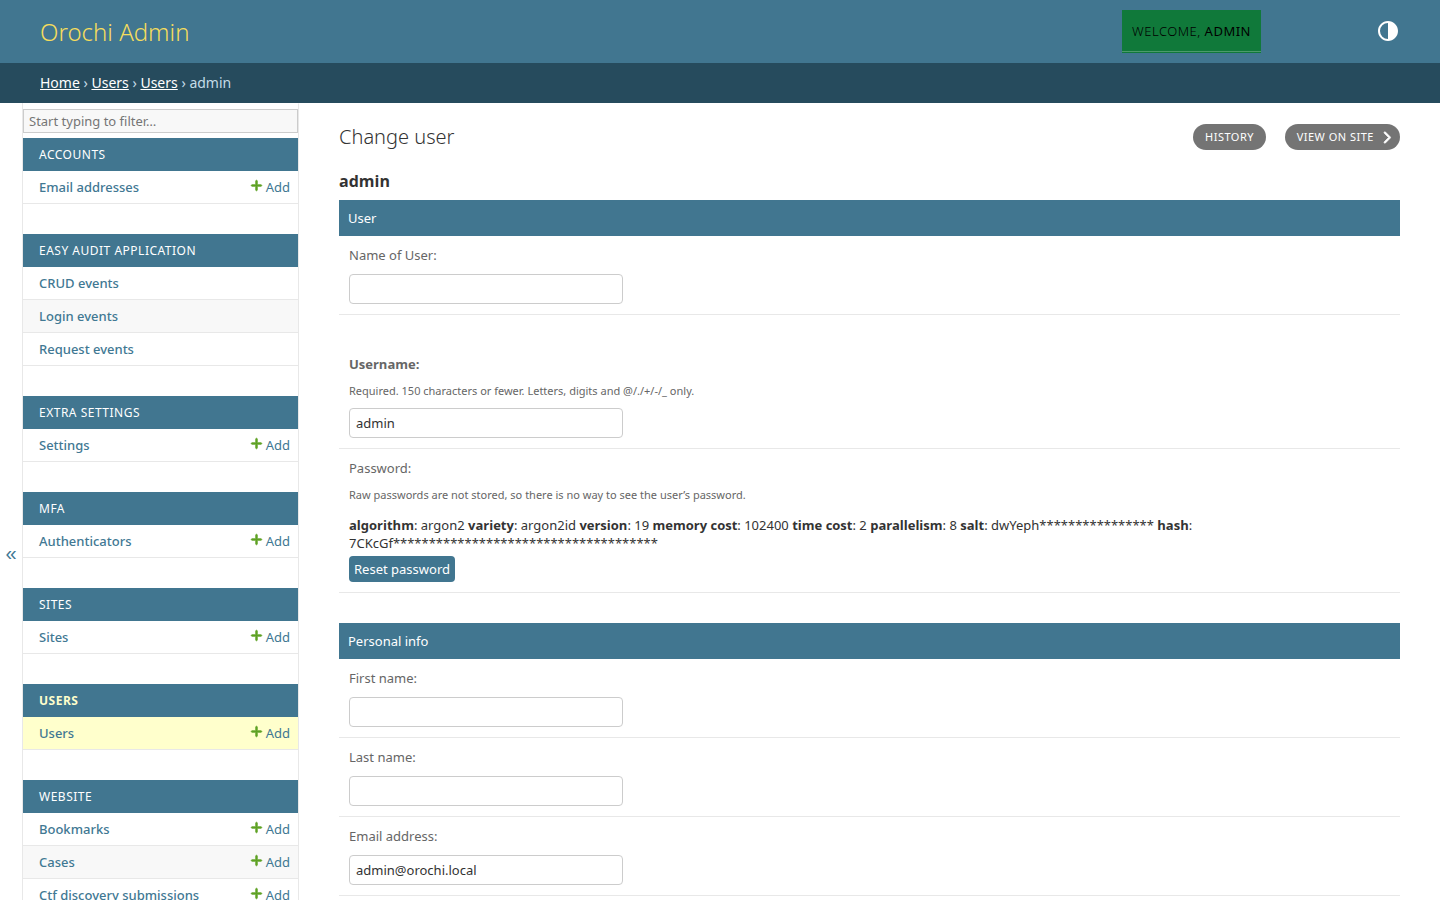 Orochi Admin
WELCOME, ADMIN
Home › Users › Users › admin
Start typing to filter...
ACCOUNTS
Email addresses
Add
EASY AUDIT APPLICATION
CRUD events
Login events
Request events
EXTRA SETTINGS
Settings
Add
MFA
Authenticators
Add
SITES
Sites
Add
USERS
Users
Add
WEBSITE
Bookmarks
Add
Cases
Add
Ctf discovery submissions
Add
«
Change user
HISTORY
VIEW ON SITE
admin
User
Name of User:
Username:
Required. 150 characters or fewer. Letters, digits and @/./+/-/_ only.
admin
Password:
Raw passwords are not stored, so there is no way to see the user's password.
algorithm: argon2 variety: argon2id version: 19 memory cost: 102400 time cost: 2 parallelism: 8 salt: dwYeph**************** hash:
7CKcGf*************************************
Reset password
Personal info
First name:
Last name:
Email address:
admin@orochi.local